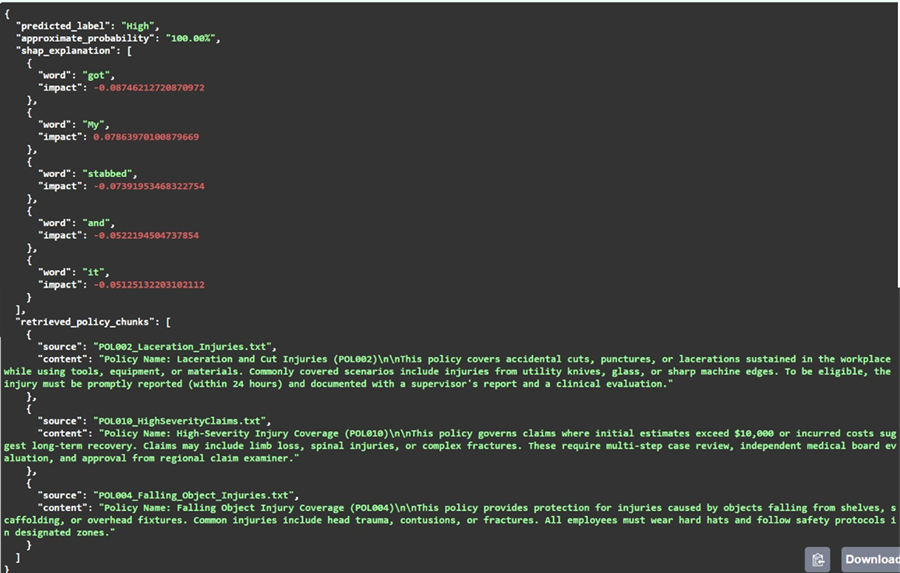 {
"predicted_label": "High",
"approximate_probability": "100.00%",
"shap_explanation": [
{
"word": "got",
"impact": -0.08746212720870972
},
{
"word": "My",
"impact": 0.07863970100879669
},
{
"word": "stabbed",
"impact": -0.07391953468322754
},
{
"word": "and",
"impact": -0.0522194504737854
},
{
"word": "it",
"impact": -0.05125132203102112
}
],
"retrieved_policy_chunks": [
{
"source": "POL002_Laceration_Injuries.txt",
"content": "Policy Name: Laceration and Cut Injuries (POL002)\n\nThis policy covers accidental cuts, punctures, or lacerations sustained in the workplace
while using tools, equipment, or materials. Commonly covered scenarios include injuries from utility knives, glass, or sharp machine edges. To be eligible, the
injury must be promptly reported (within 24 hours) and documented with a supervisor's report and a clinical evaluation."
},
{
"source": "POL010_HighSeverityClaims.txt",
"content": "Policy Name: High-Severity Injury Coverage (POL010)\n\nThis policy governs claims where initial estimates exceed $10,000 or incurred costs sug
gest long-term recovery. Claims may include limb loss, spinal injuries, or complex fractures. These require multi-step case review, independent medical board ev
aluation, and approval from regional claim examiner."
},
{
"source": "POL004_Falling_Object_Injuries.txt",
"content": "Policy Name: Falling Object Injury Coverage (POL004)\n\nThis policy provides protection for injuries caused by objects falling from shelves, s
caffolding, or overhead fixtures. Common injuries include head trauma, contusions, or fractures. All employees must wear hard hats and follow safety protocols i
n designated zones."
}
]
}
Download